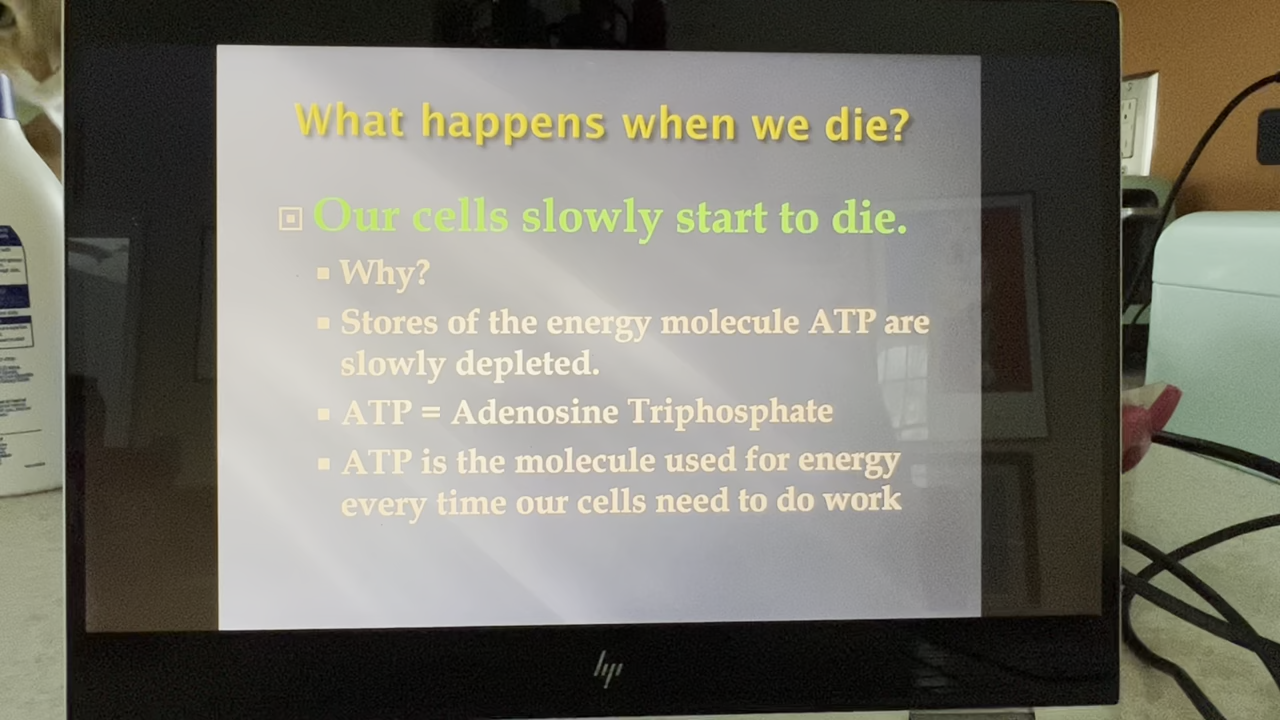 What happens when we die?
Our cells slowly start to die.
Why?
Stores of the energy molecule ATP are
slowly depleted.
ATP = Adenosine Triphosphate
ATP is the molecule used for energy
every time our cells need to do work
hp